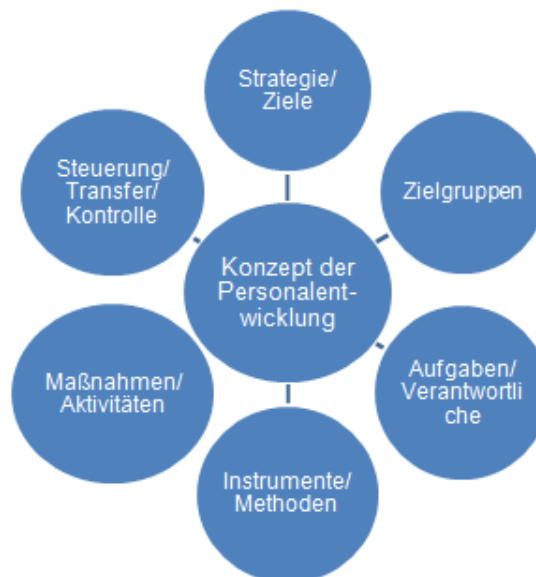 Strategie/
Ziele
Zielgruppen
Aufgaben/
Verantwortli
che
Instrumente/
Methoden
Maßnahmen/
Aktivitäten
Steuerung/
Transfer/
Kontrolle
Konzept der
Personalent-
wicklung